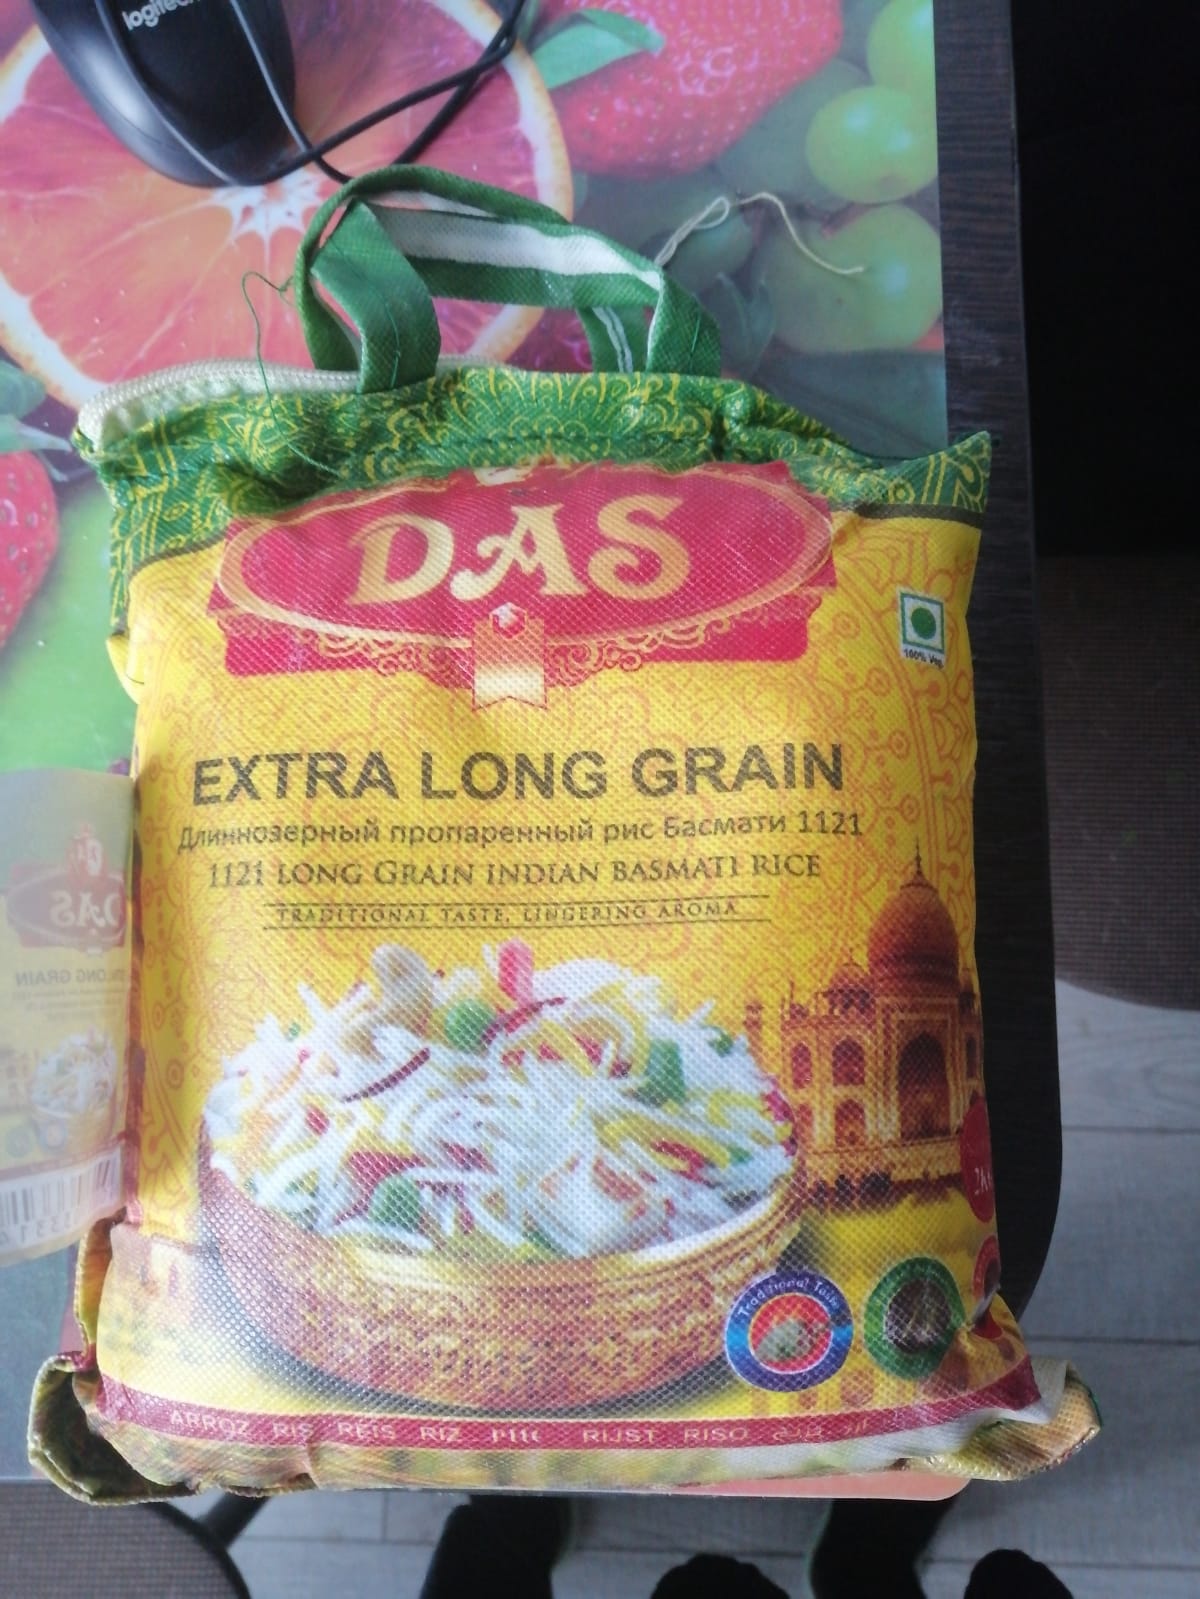 logitech
DAS
100% Veg
EXTRA LONG GRAIN
Длиннозерный пропаренный рис Басмати 1121
1121 LONG GRAIN INDIAN BASMATI RICE
TRADITIONAL TASTE, LINGERING AROMA
DAS
LONG GRAIN
Traditional Taste
ARROZ RIS REIS RIZ РИС RIJST RISO